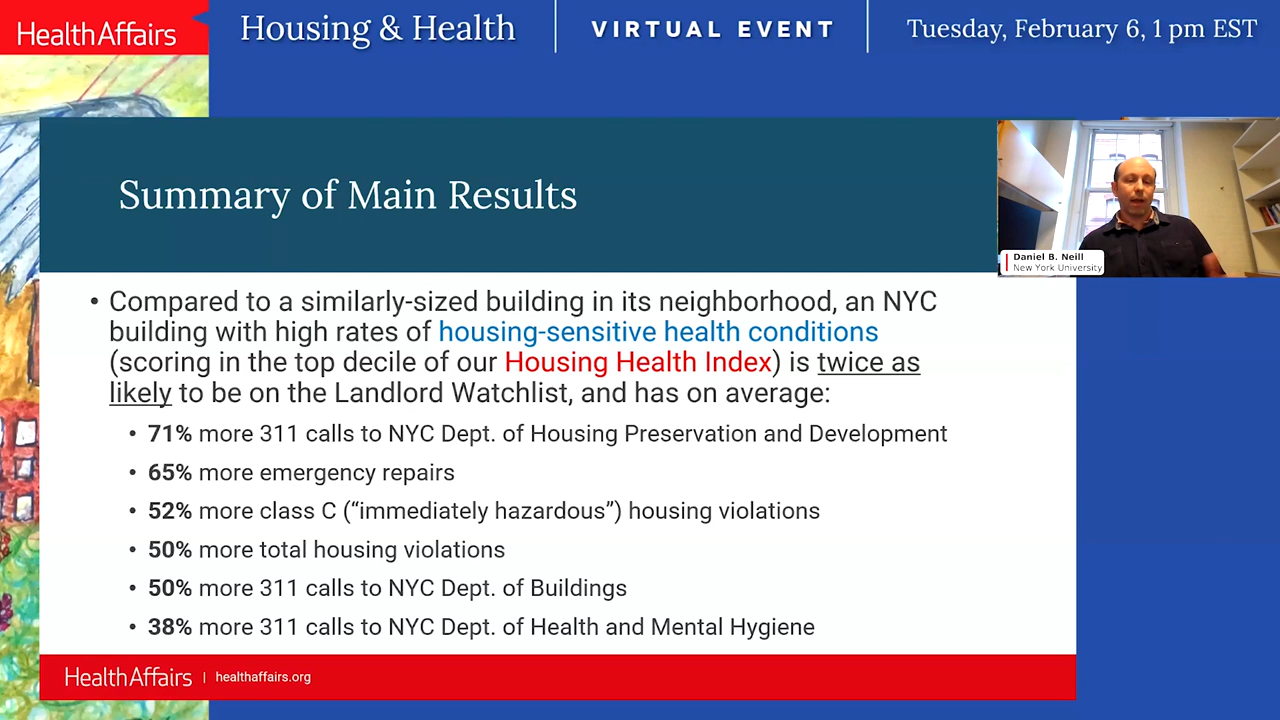 HealthAffairs
Housing & Health
VIRTUAL EVENT
Tuesday, February 6, 1 pm EST
Summary of Main Results
Daniel B. Neill
New York University
• Compared to a similarly-sized building in its neighborhood, an NYC
building with high rates of housing-sensitive health conditions
(scoring in the top decile of our Housing Health Index) is twice as
likely to be on the Landlord Watchlist, and has on average:
• 71% more 311 calls to NYC Dept. of Housing Preservation and Development
• 65% more emergency repairs
• 52% more class C (“immediately hazardous”) housing violations
• 50% more total housing violations
• 50% more 311 calls to NYC Dept. of Buildings
• 38% more 311 calls to NYC Dept. of Health and Mental Hygiene
HealthAffairs | healthaffairs.org